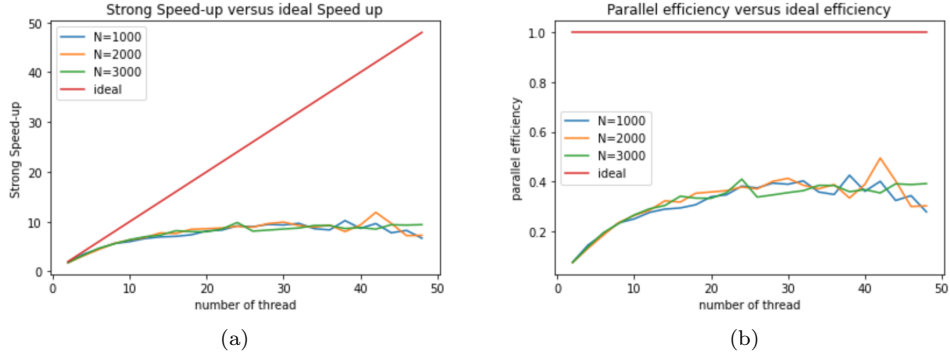 Strong Speed-up versus ideal Speed up
50
40
30
20
10
0
Strong Speed-up
N=1000
N=2000
N=3000
ideal
0 10 20 30 40 50
number of thread
(a)
Parallel efficiency versus ideal efficiency
1.0
0.8
0.6
0.4
0.2
parallel efficiency
N=1000
N=2000
N=3000
ideal
0 10 20 30 40 50
number of thread
(b)